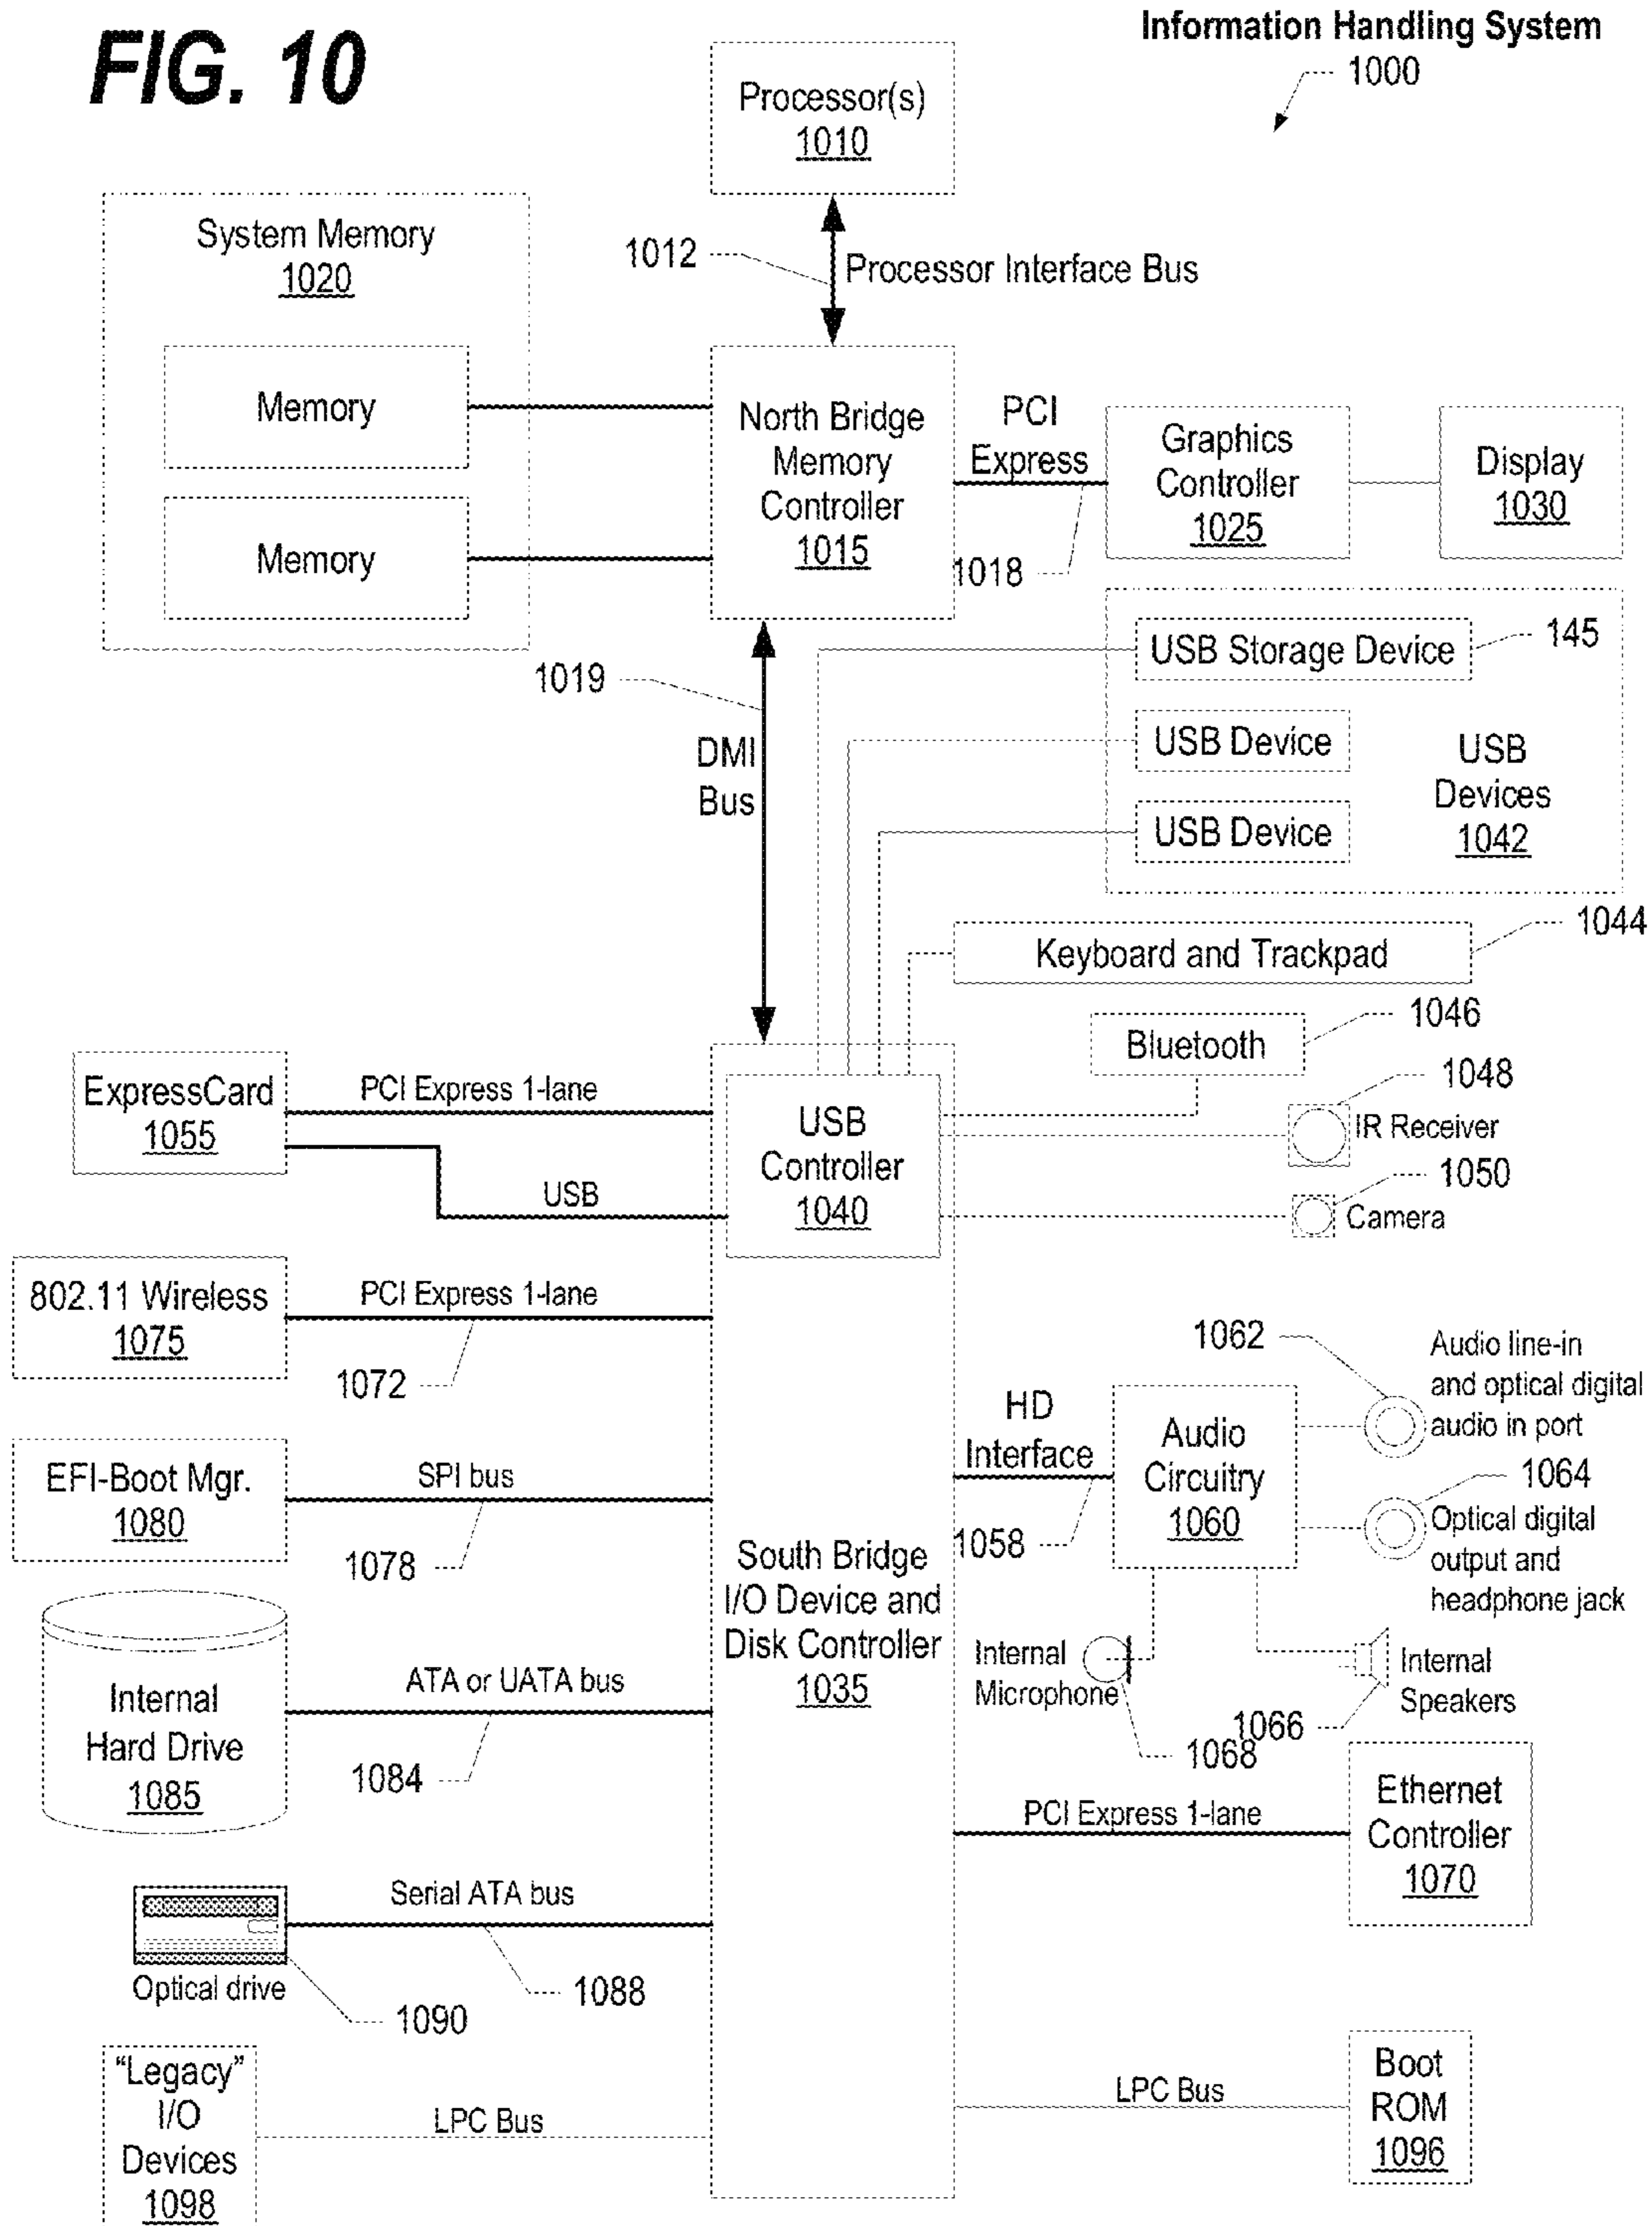 FIG. 10
Information Handling System
1000
Processor(s)
1010
System Memory
1020
1012
Processor Interface Bus
Memory
Memory
North Bridge
Memory
Controller
1015
PCI
Express
1018
Graphics
Controller
1025
Display
1030
1019
DMI
Bus
USB Storage Device
145
USB Device
USB Device
USB
Devices
1042
Keyboard and Trackpad
1044
Bluetooth
1046
1048
IR Receiver
1050
Camera
ExpressCard
1055
PCI Express 1-lane
USB
USB
Controller
1040
802.11 Wireless
1075
PCI Express 1-lane
1072
EFI-Boot Mgr.
1080
SPI bus
1078
South Bridge
I/O Device and
Disk Controller
1035
HD
Interface
1058
Audio
Circuitry
1060
1062
Audio line-in
and optical digital
audio in port
1064
Optical digital
output and
headphone jack
Internal
Microphone
1068
1066
Internal
Speakers
Internal
Hard Drive
1085
ATA or UATA bus
1084
PCI Express 1-lane
Ethernet
Controller
1070
Serial ATA bus
1088
Optical drive
1090
"Legacy"
I/O
Devices
1098
LPC Bus
LPC Bus
Boot
ROM
1096